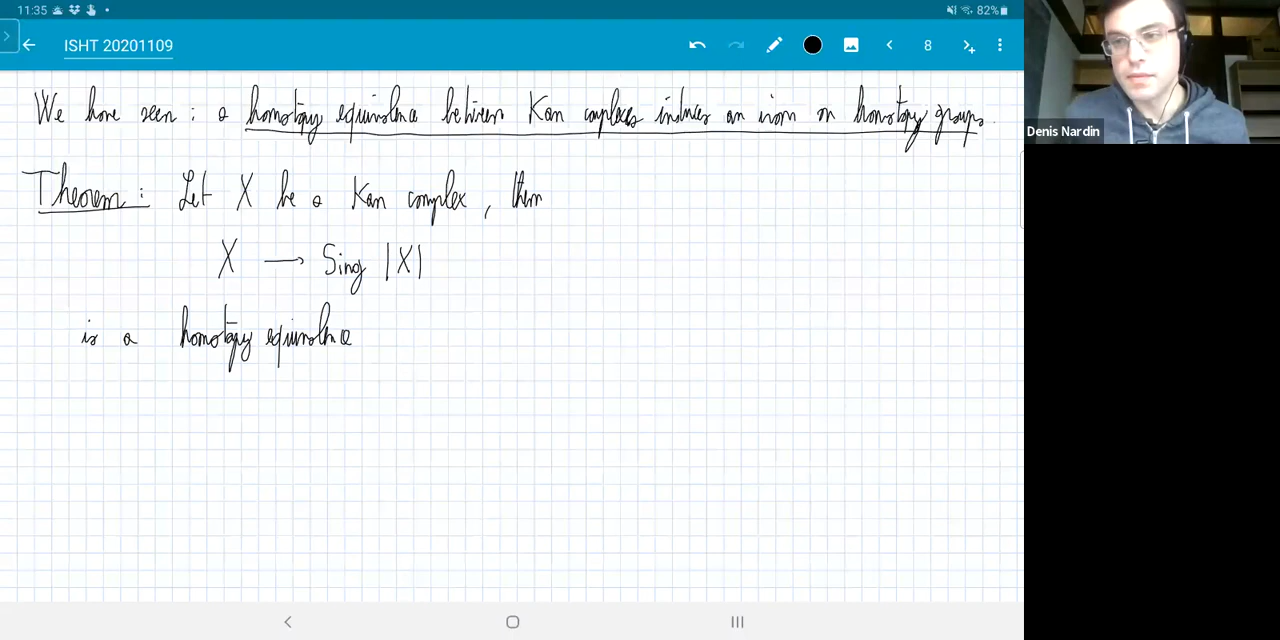 11:35
82%
ISHT 20201109
8
Denis Nardin
We have seen : a homotopy equivalence between Kan complexes induces an isom on homotopy groups.
Theorem : Let X be a Kan complex , then
X → Sing |X|
is a homotopy equivalence